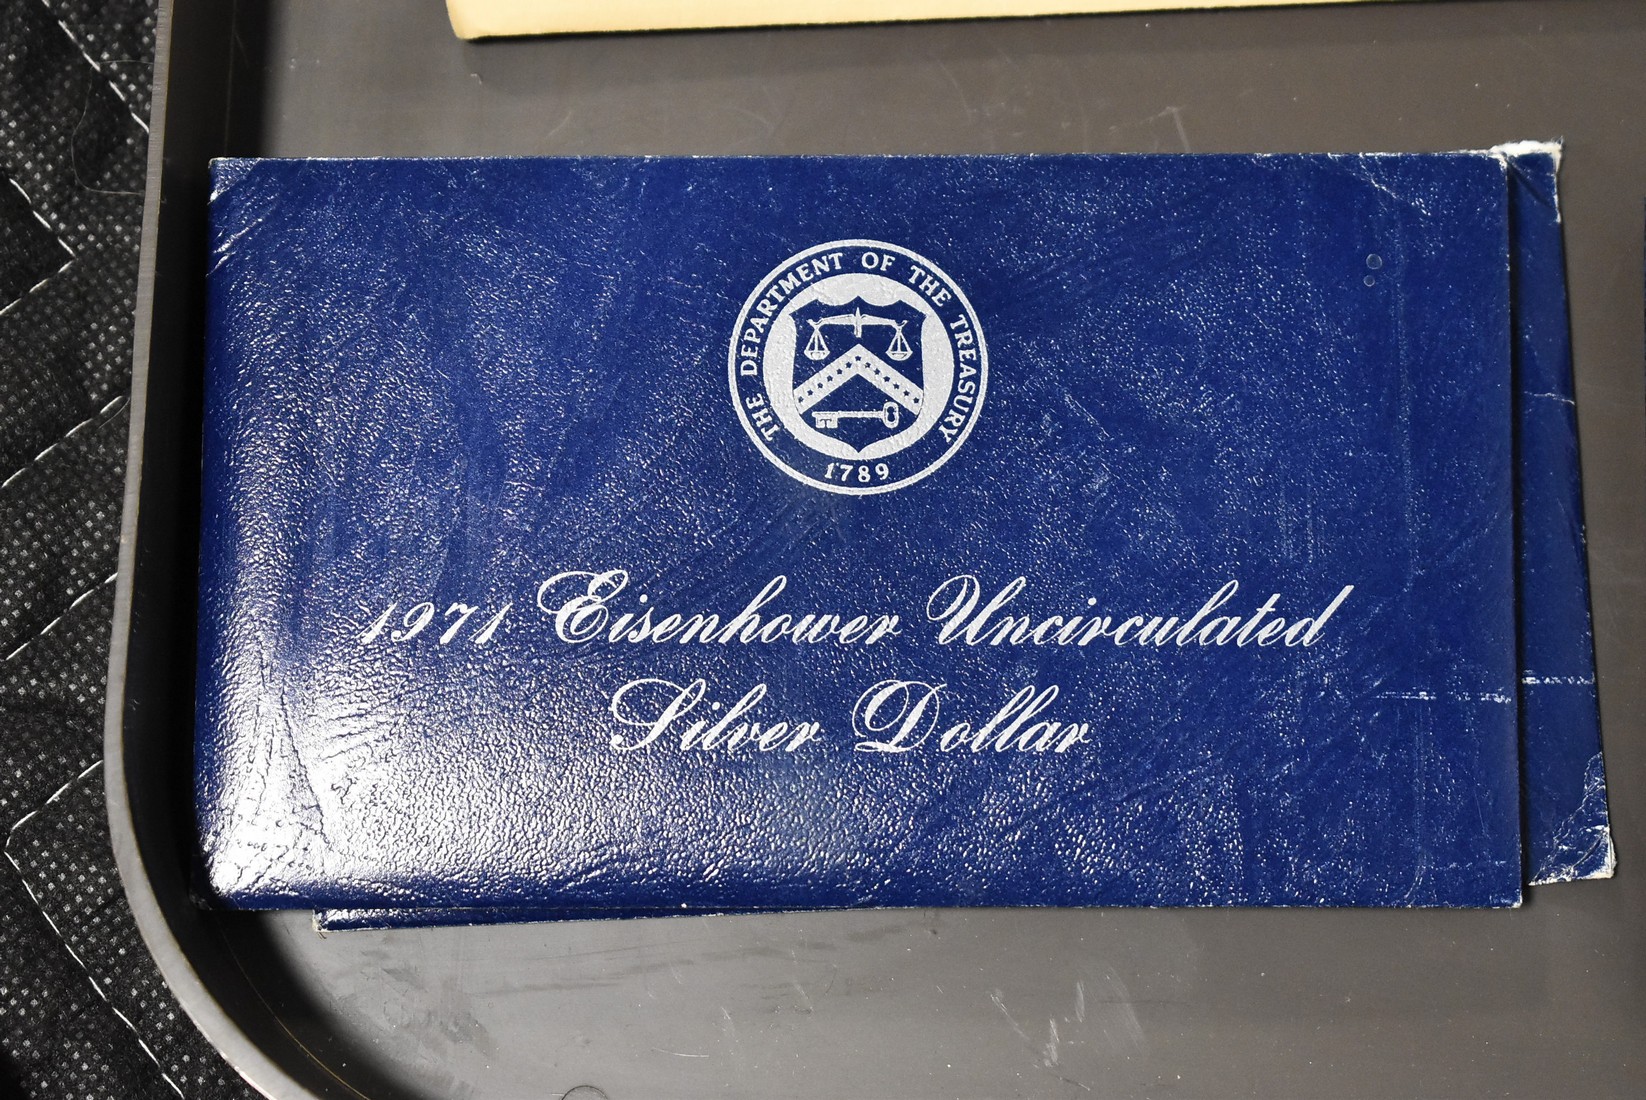 THE DEPARTMENT OF THE TREASURY
1789
1971 Eisenhower Uncirculated
Silver Dollar